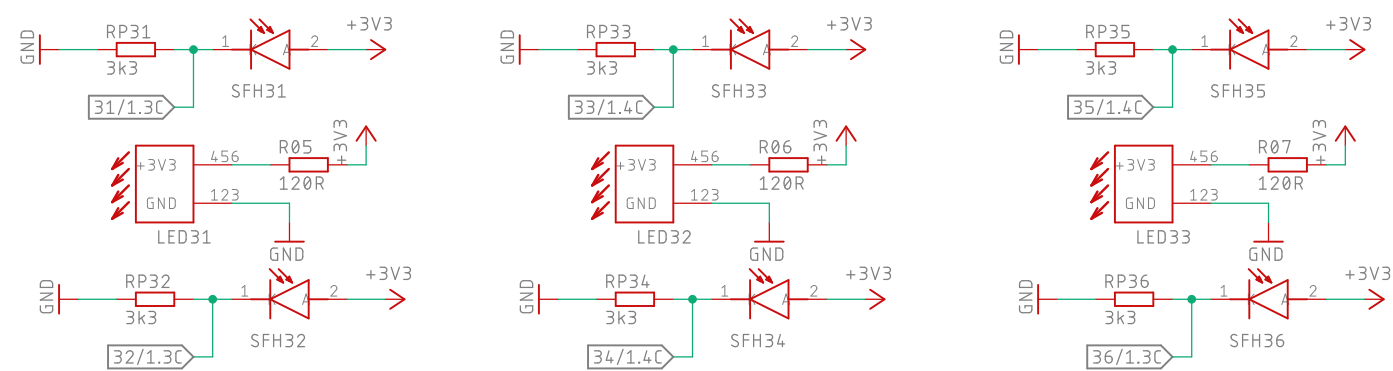 RP31 +3V3
GND 1 A 2
3k3
SFH31
31/1.3C
RP33 +3V3
GND 1 A 2
3k3
SFH33
33/1.4C
RP35 +3V3
GND 1 A 2
3k3
SFH35
35/1.4C
+3V3 456 R05 +3V3
120R
GND 123
LED31
GND
+3V3 456 R06 +3V3
120R
GND 123
LED32
GND
+3V3 456 R07 +3V3
120R
GND 123
LED33
GND
RP32 +3V3
GND 1 A 2
3k3
SFH32
32/1.3C
RP34 +3V3
GND 1 A 2
3k3
SFH34
34/1.4C
RP36 +3V3
GND 1 A 2
3k3
SFH36
36/1.3C